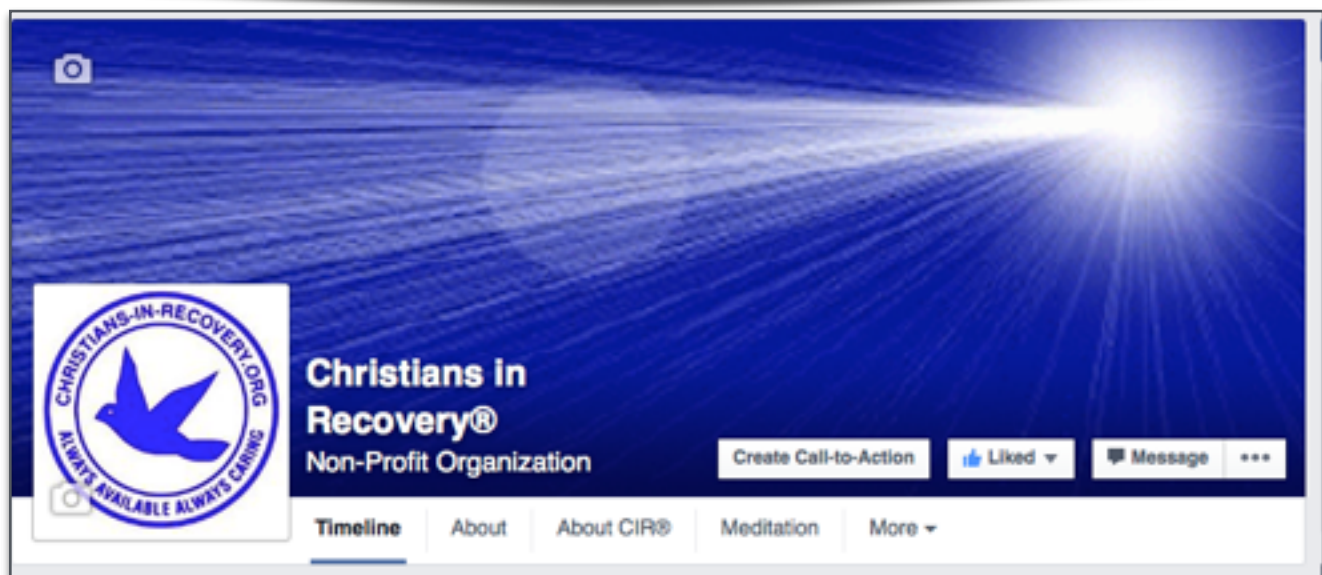 CHRISTIANS-IN-RECOVERY.ORG
ALWAYS AVAILABLE ALWAYS CARING
Christians in
Recovery®
Non-Profit Organization
Create Call-to-Action
Liked
Message
Timeline
About
About CIR®
Meditation
More